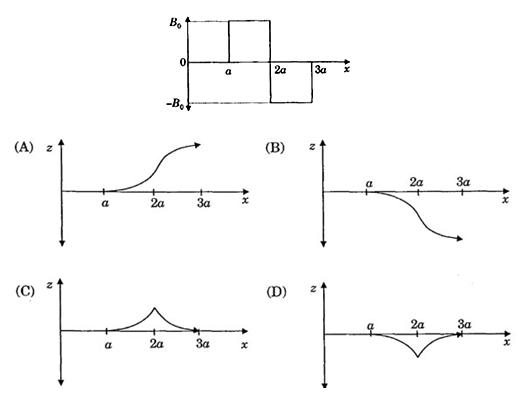 B₀
0
a
2a
3a
x
−B₀
(A) z
a 2a 3a x
(B) z
a 2a 3a
x
(C) z
a 2a 3a x
(D) z
a 2a 3a
x